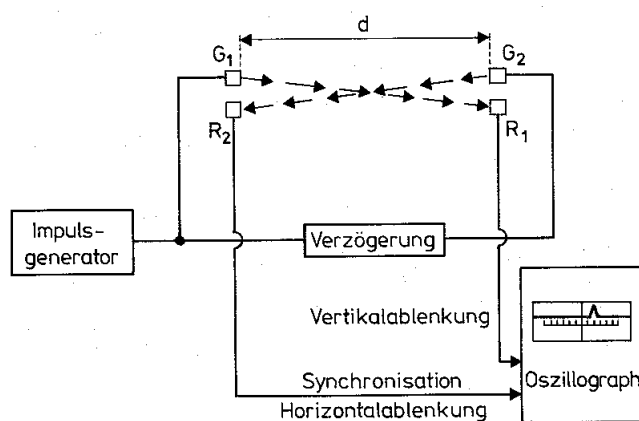 d
G₁
G₂
R₂
R₁
Impuls-
generator
Verzögerung
Vertikalablenkung
Synchronisation
Horizontalablenkung
Oszillograph